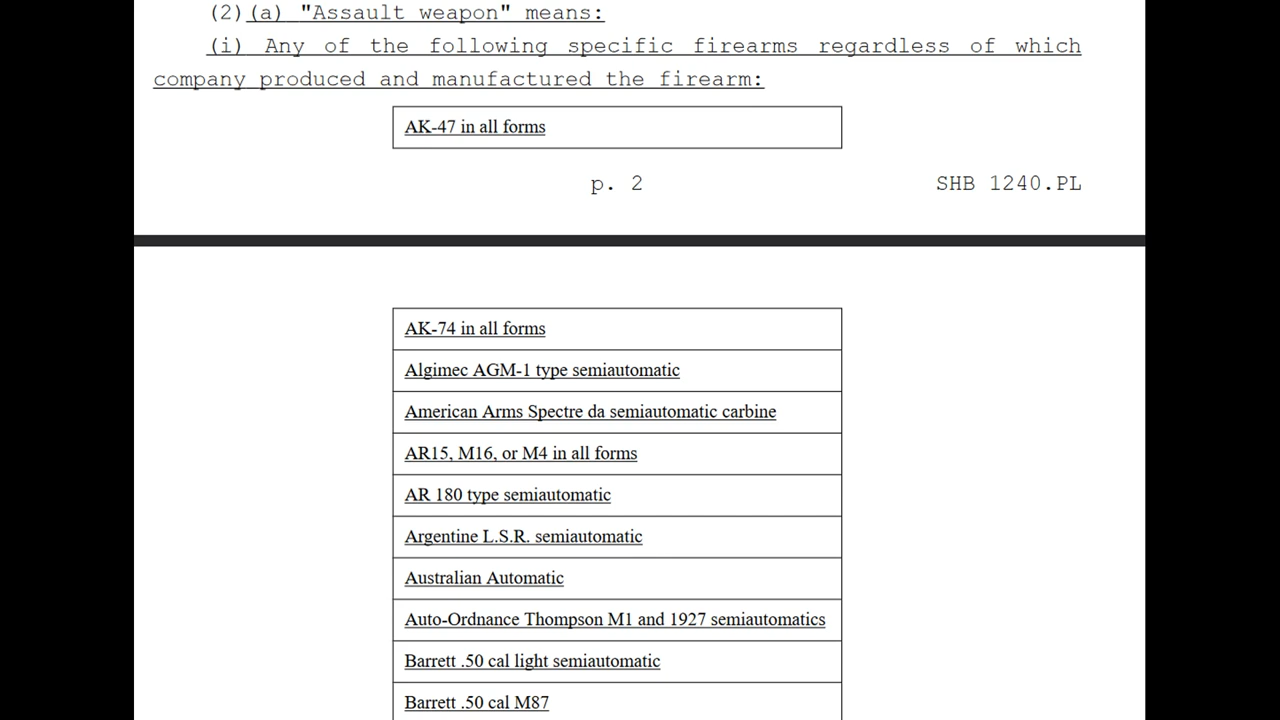 (2)(a) "Assault weapon" means:
(i) Any of the following specific firearms regardless of which
company produced and manufactured the firearm:
AK-47 in all forms
p. 2 SHB 1240.PL
AK-74 in all forms
Algimec AGM-1 type semiautomatic
American Arms Spectre da semiautomatic carbine
AR15, M16, or M4 in all forms
AR 180 type semiautomatic
Argentine L.S.R. semiautomatic
Australian Automatic
Auto-Ordnance Thompson M1 and 1927 semiautomatics
Barrett .50 cal light semiautomatic
Barrett .50 cal M87